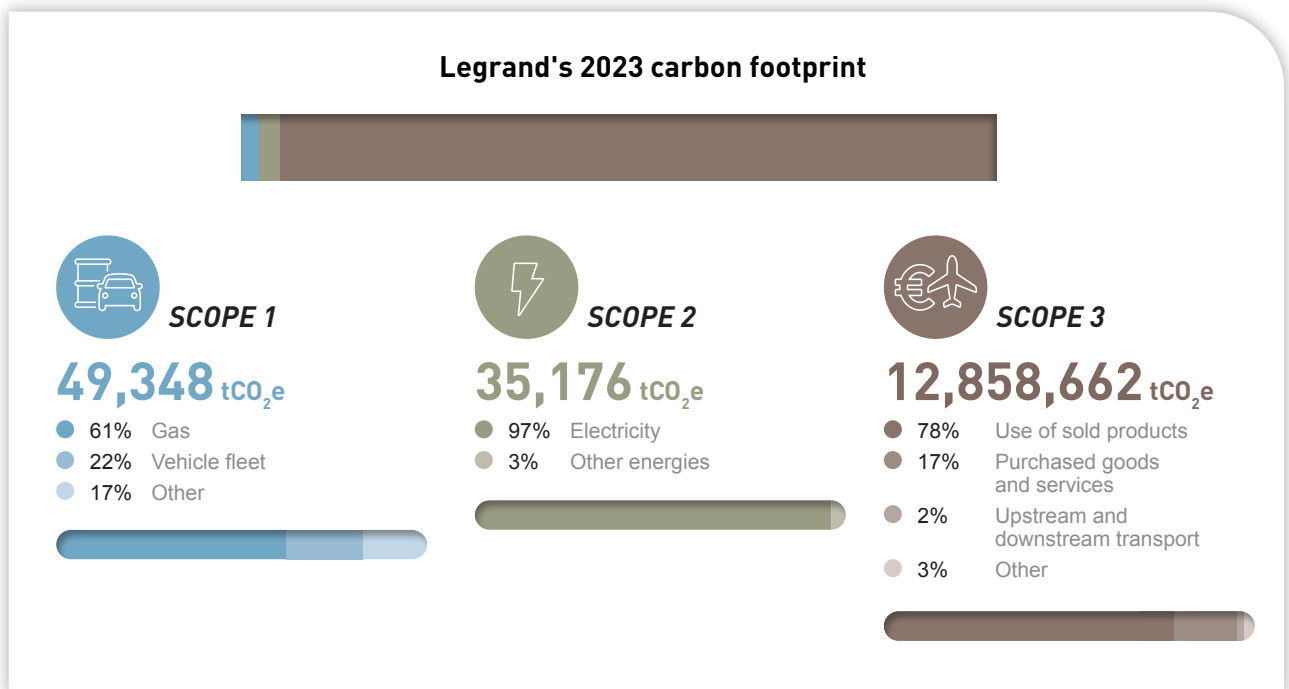 Legrand's 2023 carbon footprint
SCOPE 1
49,348 tCO₂e
61% Gas
22% Vehicle fleet
17% Other
SCOPE 2
35,176 tCO₂e
97% Electricity
3% Other energies
SCOPE 3
12,858,662 tCO₂e
78% Use of sold products
17% Purchased goods
and services
2% Upstream and
downstream transport
3% Other